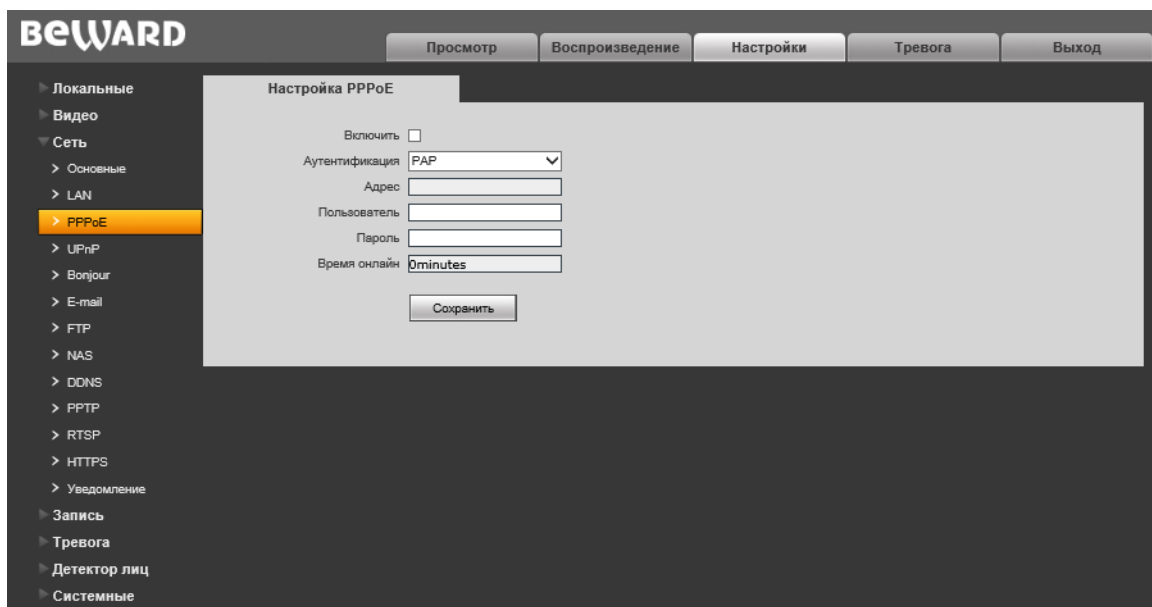 BEWARD
Просмотр
Воспроизведение
Настройки
Тревога
Выход
Локальные
Видео
Сеть
Основные
LAN
PPPoE
UPnP
Bonjour
E-mail
FTP
NAS
DDNS
PPTP
RTSP
HTTPS
Уведомление
Запись
Тревога
Детектор лиц
Системные
Настройка PPPoE
Включить
Аутентификация PAP
Адрес
Пользователь
Пароль
Время онлайн 0minutes
Сохранить